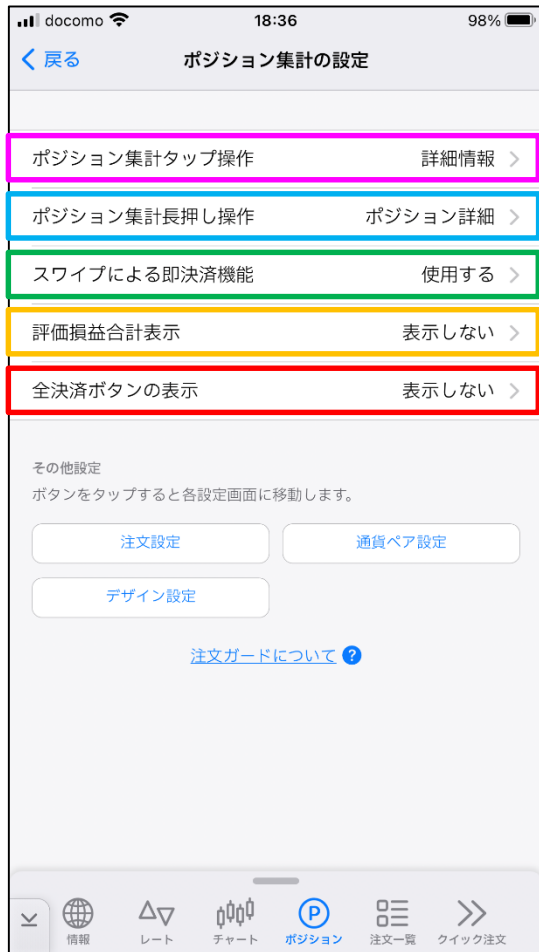 docomo 18:36 98%
戻る ポジション集計の設定
ポジション集計タップ操作 詳細情報
ポジション集計長押し操作 ポジション詳細
スワイプによる即決済機能 使用する
評価損益合計表示 表示しない
全決済ボタンの表示 表示しない
その他設定
ボタンをタップすると各設定画面に移動します。
注文設定 通貨ペア設定
デザイン設定
注文ガードについて ?
P
情報 レート チャート ポジション 注文一覧 クイック注文